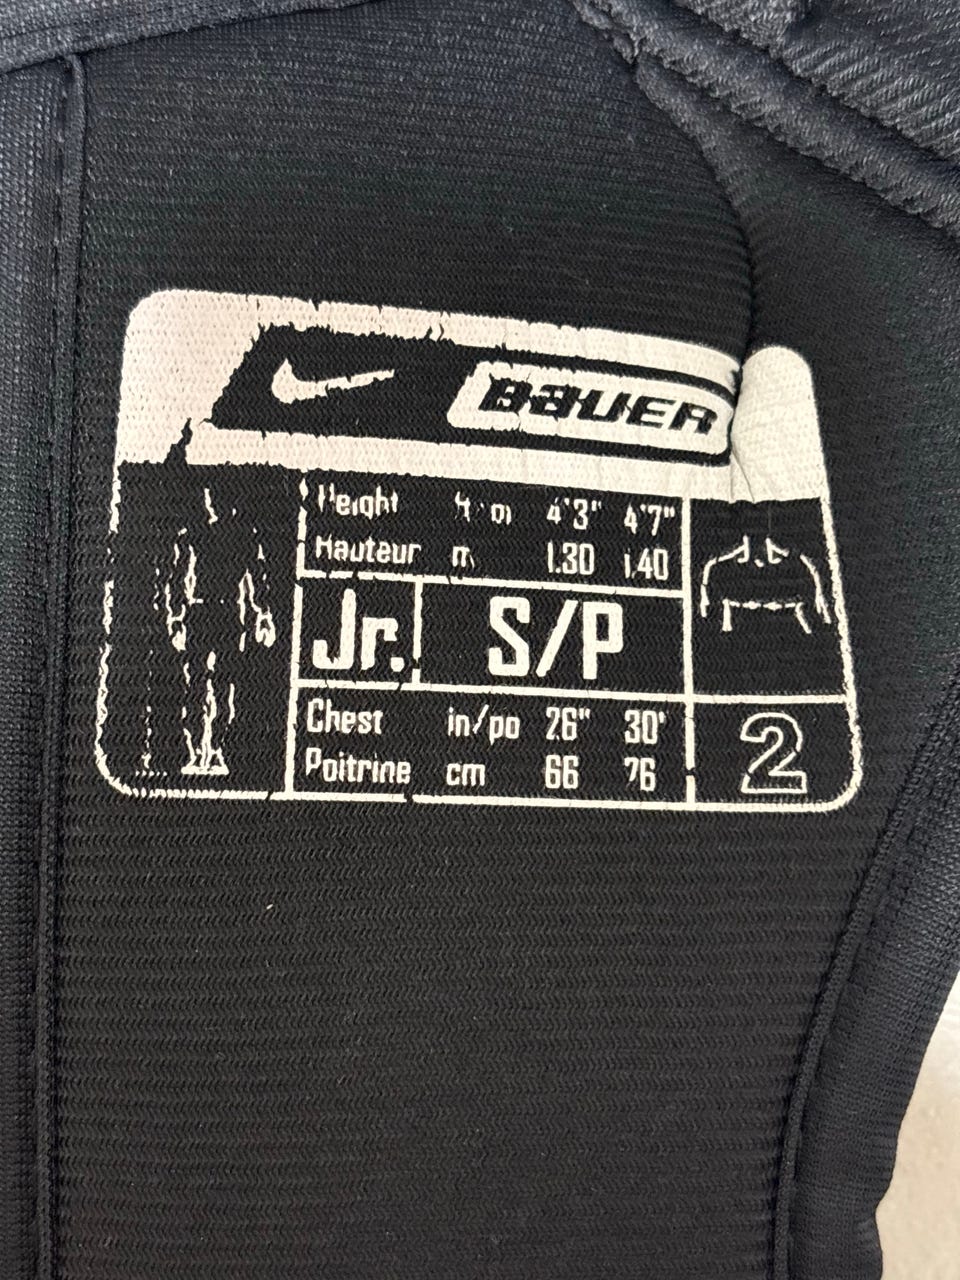 BAUER
Height 4'3" 4'7"
Hauteur m 1.30 1.40
Jr. S/P
Chest in/po 26" 30'
Poitrine cm 66 76
2